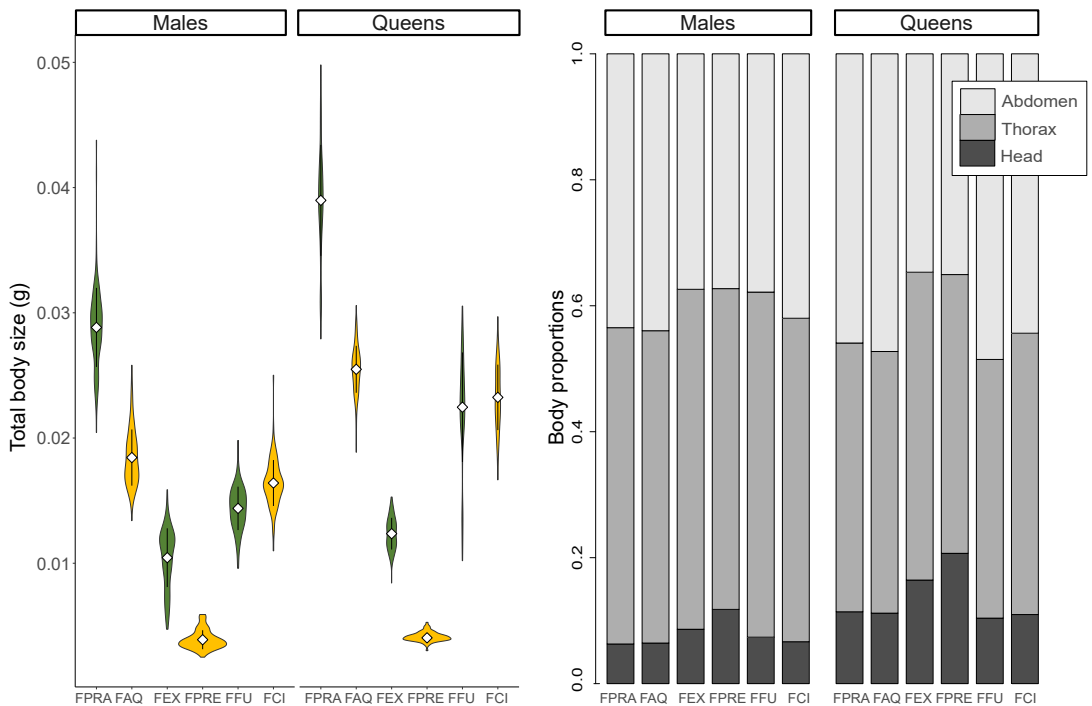 Males
Queens
Total body size (g)
0.05
0.04
0.03
0.02
0.01
FPRA FAQ FEX FPRE FFU FCI
FPRA FAQ FEX FPRE FFU FCI
Males
Queens
Body proportions
1.0
0.8
0.6
0.4
0.2
0.0
Abdomen
Thorax
Head
FPRA FAQ FEX FPRE FFU FCI
FPRA FAQ FEX FPRE FFU FCI